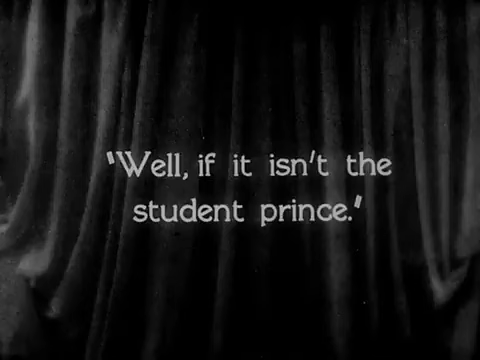 "Well, if it isn't the
student prince."